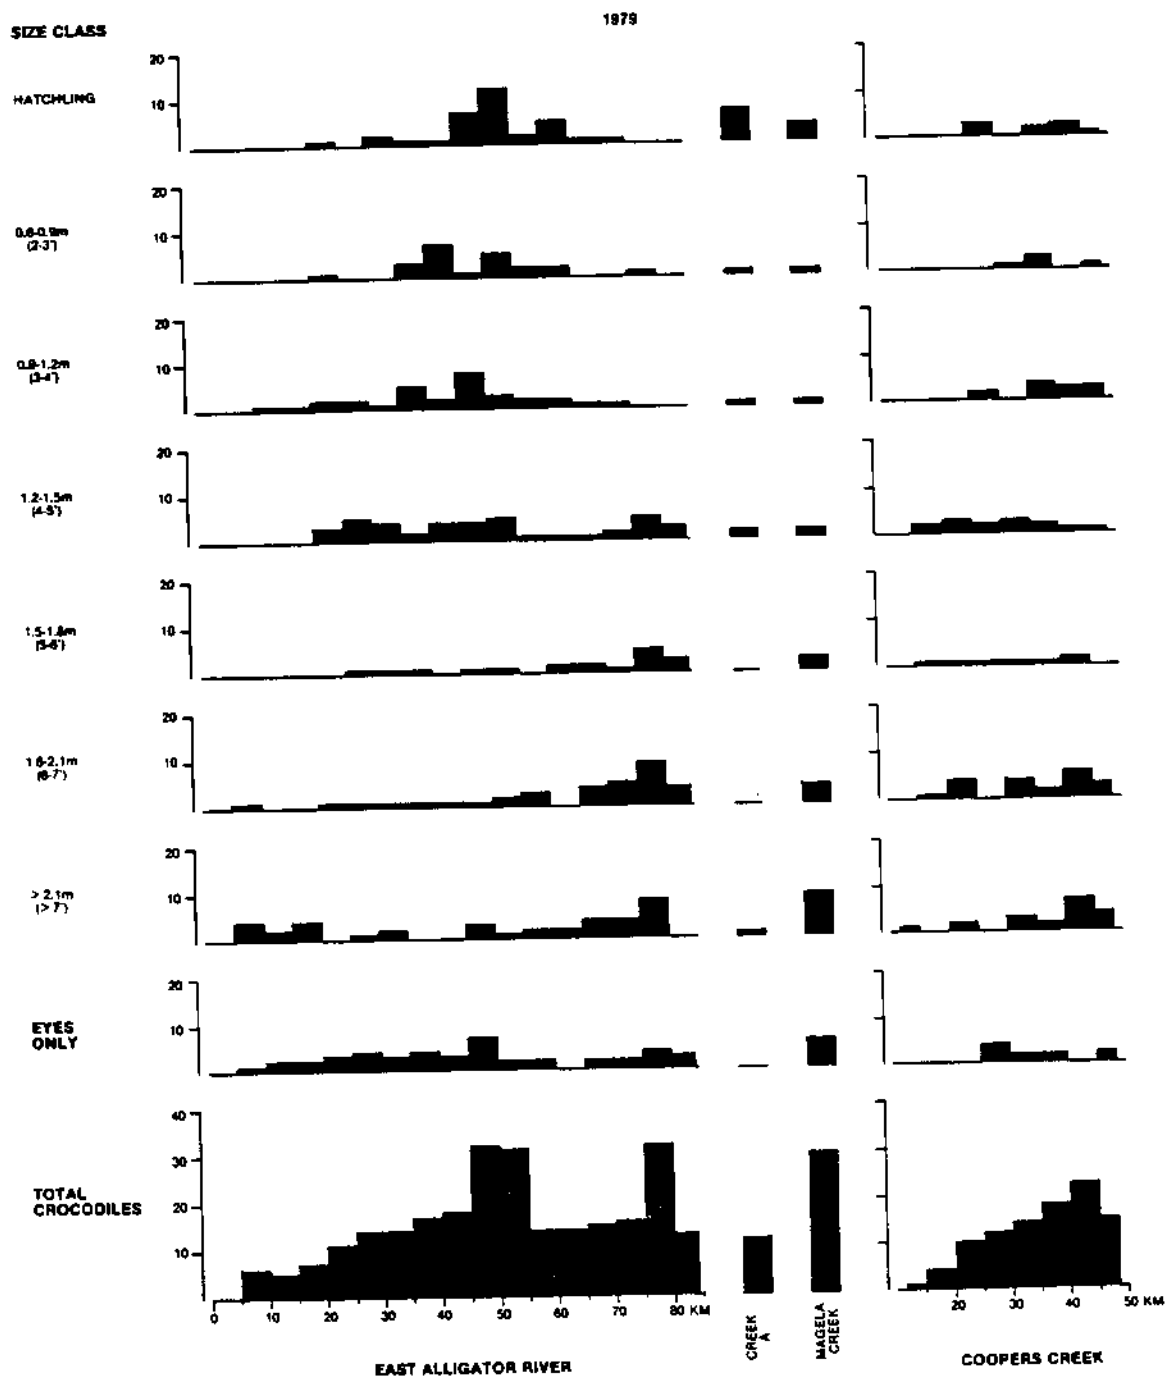 1979
SIZE CLASS
HATCHLING
20
10
0.6-0.9m
(2-3')
20
10
0.9-1.2m
(3-4')
20
10
1.2-1.5m
(4-5')
20
10
1.5-1.8m
(5-6')
20
10
1.8-2.1m
(6-7')
20
10
> 2.1m
(> 7')
20
10
EYES
ONLY
20
10
TOTAL
CROCODILES
40
30
20
10
0 10 20 30 40 50 60 70 80 KM
CREEK
A
MAGELA
CREEK
20 30 40 50 KM
EAST ALLIGATOR RIVER
COOPERS CREEK